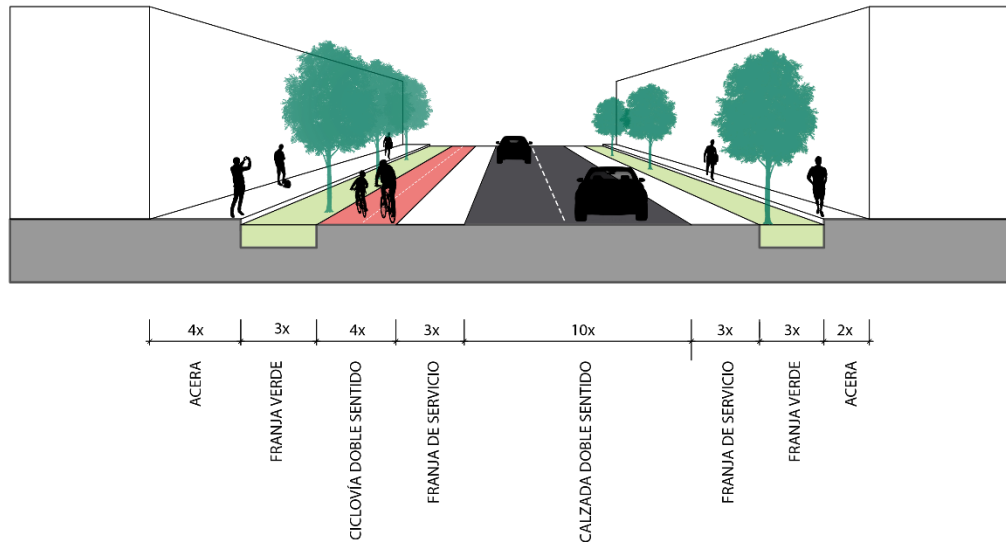 4x
3x
4x
3x
10x
3x
3x
2x
ACERA
FRANJA VERDE
CICLOVÍA DOBLE SENTIDO
FRANJA DE SERVICIO
CALZADA DOBLE SENTIDO
FRANJA DE SERVICIO
FRANJA VERDE
ACERA